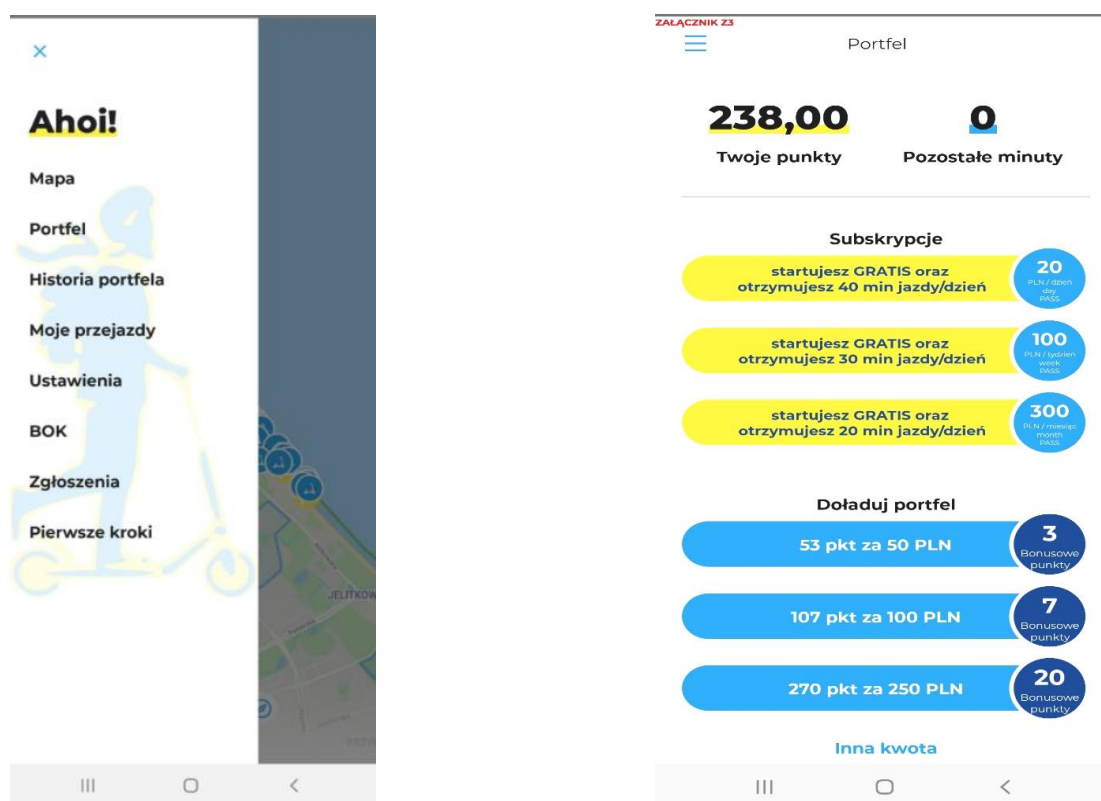 ×
Ahoi!
Mapa
Portfel
Historia portfela
Moje przejazdy
Ustawienia
BOK
Zgłoszenia
Pierwsze kroki
ZAŁĄCZNIK Z3
Portfel
238,00
Twoje punkty
0
Pozostałe minuty
Subskrypcje
startujesz GRATIS oraz
otrzymujesz 40 min jazdy/dzień
20
PLN / dzień
day
PASS
startujesz GRATIS oraz
otrzymujesz 30 min jazdy/dzień
100
PLN / tydzień
week
PASS
startujesz GRATIS oraz
otrzymujesz 20 min jazdy/dzień
300
PLN / miesiąc
month
PASS
Doładuj portfel
53 pkt za 50 PLN
3
Bonusowe
punkty
107 pkt za 100 PLN
7
Bonusowe
punkty
270 pkt za 250 PLN
20
Bonusowe
punkty
Inna kwota